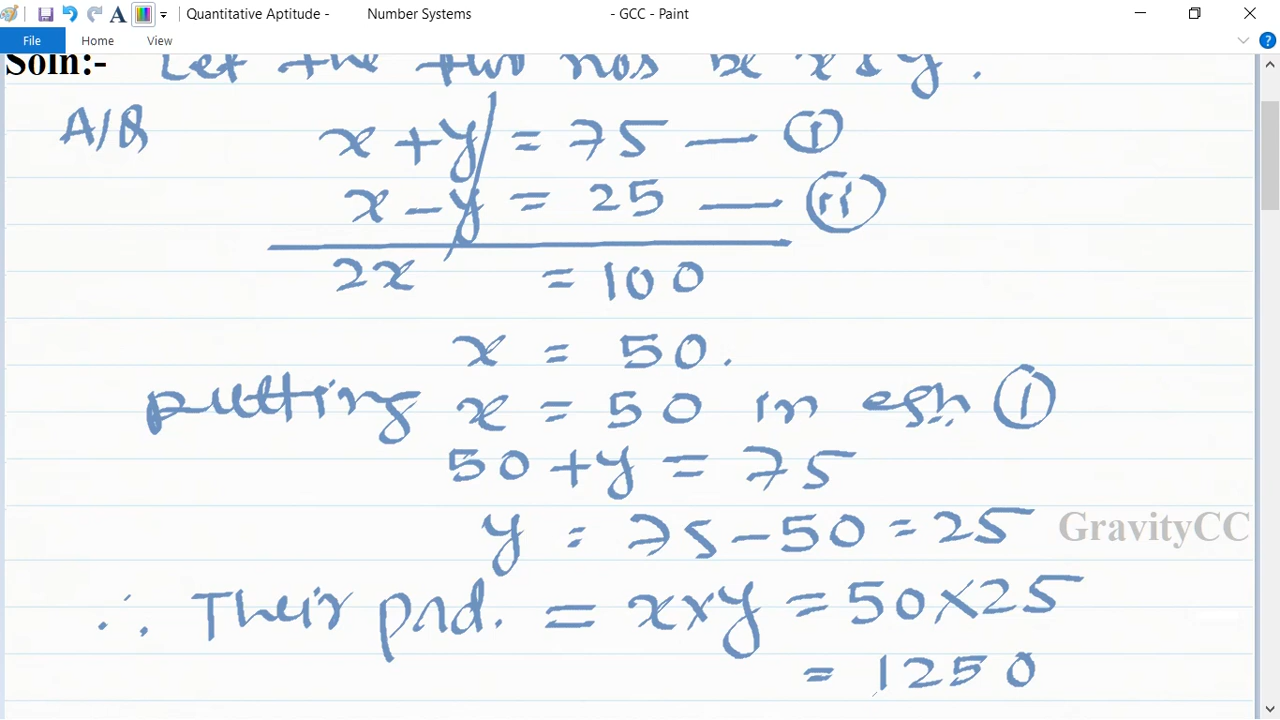 Quantitative Aptitude - Number Systems - GCC - Paint
File Home View
Soln:- Let the two nos be x & y.
A/Q x + y = 75 — (i)
x - y = 25 — (ii)
2x = 100
x = 50.
putting x = 50 in eqn. (i)
50 + y = 75
y = 75 - 50 = 25
GravityCC
∴ Their prod. = x × y = 50 × 25
= 1250